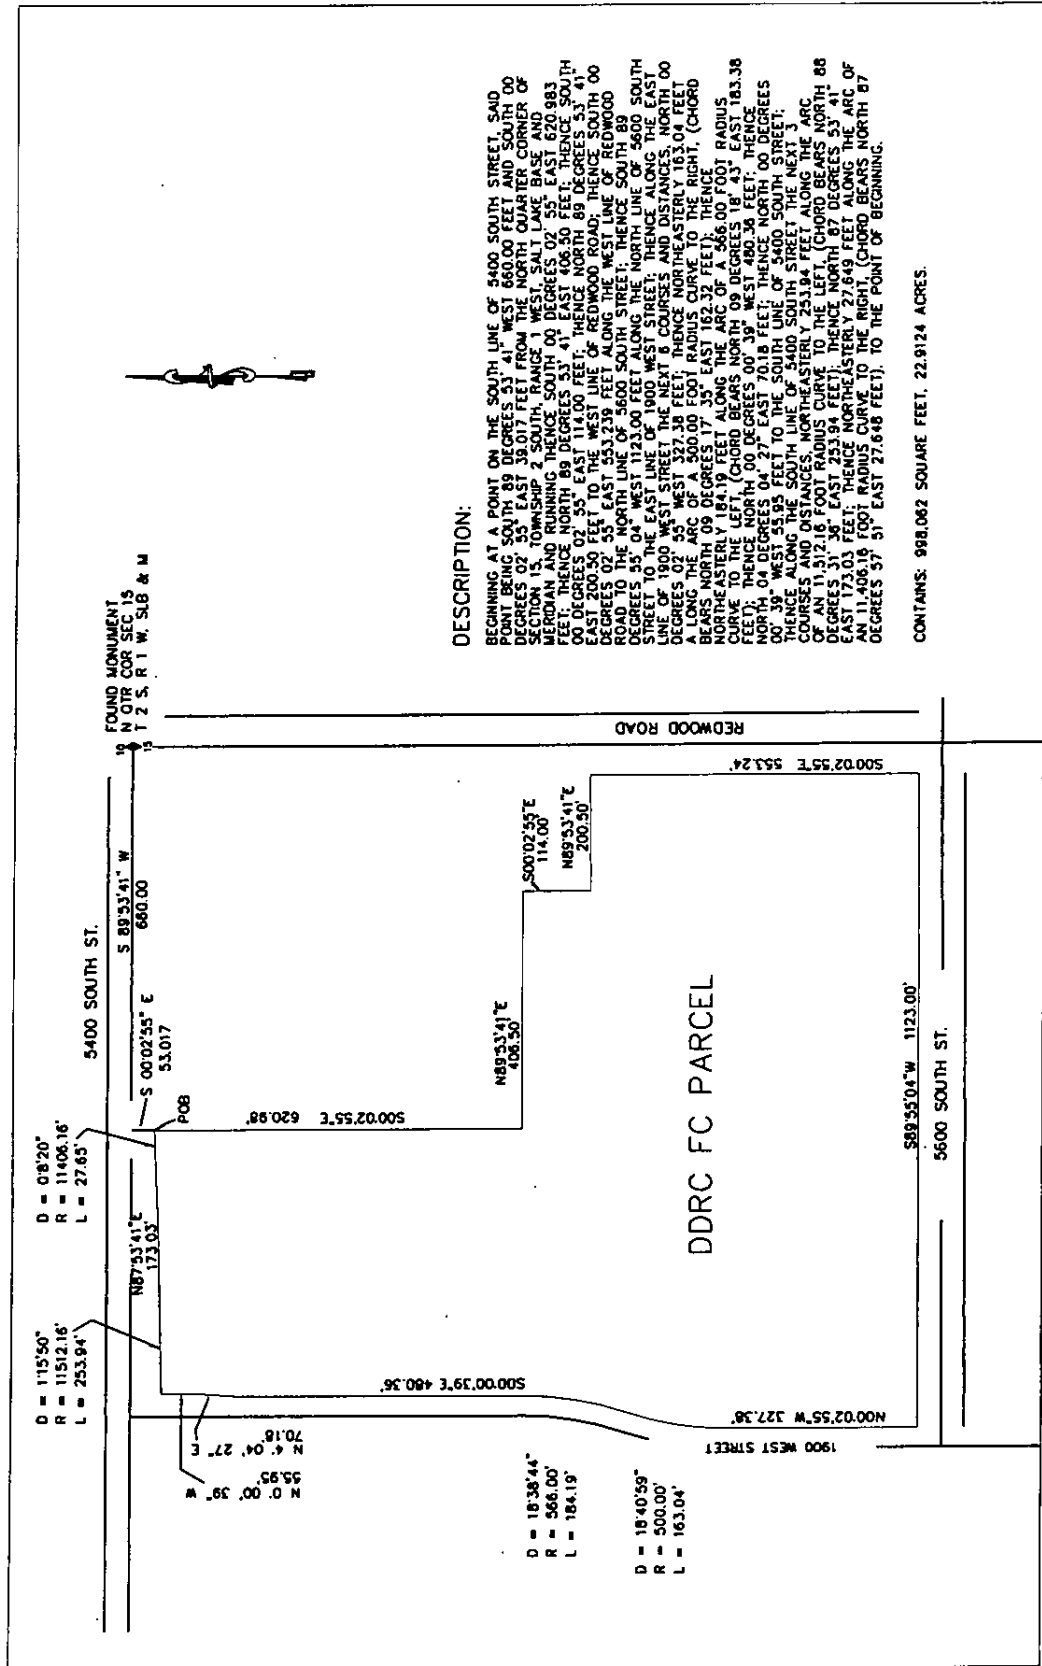 FOUND MONUMENT
N QTR COR SEC 15
T 2 S, R 1 W, SLB & M
10
15
5400 SOUTH ST.
S 89°53'41" W
660.00
S 00°02'55" E
53.017
POB
D = 0°8'20"
R = 11406.16'
L = 27.65'
N87°53'41"E
173.03'
D = 1°15'50"
R = 11512.16'
L = 253.94'
N 0° 00' 39" W
55.95'
N 4° 04' 27" E
70.18'
S00°00'39"E 480.36'
S00°02'55"E 620.98'
N89°53'41"E
406.50'
S00°02'55"E
114.00'
N89°53'41"E
200.50'
S00°02'55"E 553.24'
REDWOOD ROAD
DDRC FC PARCEL
D = 18°38'44"
R = 566.00'
L = 184.19'
D = 18°40'59"
R = 500.00'
L = 163.04'
N00°02'55"W 327.38'
1900 WEST STREET
S89°55'04"W 1123.00'
5600 SOUTH ST.
DESCRIPTION:
BEGINNING AT A POINT ON THE SOUTH LINE OF 5400 SOUTH STREET, SAID
POINT BEING SOUTH 89 DEGREES 53' 41" WEST 660.00 FEET AND SOUTH 00
DEGREES 02' 55" EAST 39.017 FEET FROM THE NORTH QUARTER CORNER OF
SECTION 15, TOWNSHIP 2 SOUTH, RANGE 1 WEST, SALT LAKE BASE AND
MERIDIAN AND RUNNING THENCE SOUTH 00 DEGREES 02' 55" EAST 620.983
FEET; THENCE NORTH 89 DEGREES 53' 41" EAST 406.50 FEET; THENCE SOUTH
00 DEGREES 02' 55" EAST 114.00 FEET; THENCE NORTH 89 DEGREES 53' 41"
EAST 200.50 FEET TO THE WEST LINE OF REDWOOD ROAD; THENCE SOUTH 00
DEGREES 02' 55" EAST 553.239 FEET ALONG THE WEST LINE OF REDWOOD
ROAD TO THE NORTH LINE OF 5600 SOUTH STREET; THENCE SOUTH 89
DEGREES 55' 04" WEST 1123.00 FEET ALONG THE NORTH LINE OF 5600 SOUTH
STREET TO THE EAST LINE OF 1900 WEST STREET; THENCE ALONG THE EAST
LINE OF 1900 WEST STREET THE NEXT 6 COURSES AND DISTANCES, NORTH 00
DEGREES 02' 55" WEST 327.38 FEET; THENCE NORTHEASTERLY 163.04 FEET
A LONG THE ARC OF A 500.00 FOOT RADIUS CURVE TO THE RIGHT, (CHORD
BEARS NORTH 09 DEGREES 17' 35" EAST 162.32 FEET); THENCE
NORTHEASTERLY 184.19 FEET ALONG THE ARC OF A 566.00 FOOT RADIUS
CURVE TO THE LEFT, (CHORD BEARS NORTH 09 DEGREES 18' 43" EAST 183.38
FEET); THENCE NORTH 00 DEGREES 00' 39" WEST 480.36 FEET; THENCE
NORTH 04 DEGREES 04' 27" EAST 70.18 FEET; THENCE NORTH 00 DEGREES
00' 39" WEST 55.95 FEET TO THE SOUTH LINE OF 5400 SOUTH STREET;
THENCE ALONG THE SOUTH LINE OF 5400 SOUTH STREET THE NEXT 3
COURSES AND DISTANCES, NORTHEASTERLY 253.94 FEET ALONG THE ARC
OF AN 11,512.16 FOOT RADIUS CURVE TO THE LEFT, (CHORD BEARS NORTH 88
DEGREES 31' 36" EAST 253.94 FEET); THENCE NORTH 87 DEGREES 53' 41"
EAST 173.03 FEET; THENCE NORTHEASTERLY 27.649 FEET ALONG THE ARC OF
AN 11,406.16 FOOT RADIUS CURVE TO THE RIGHT, (CHORD BEARS NORTH 87
DEGREES 57' 51" EAST 27.648 FEET), TO THE POINT OF BEGINNING.
CONTAINS: 998,062 SQUARE FEET, 22.9124 ACRES.